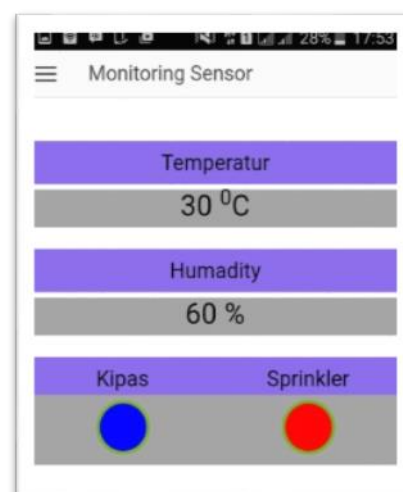 28% 17:53
Monitoring Sensor
Temperatur
30 ⁰C
Humadity
60 %
Kipas Sprinkler